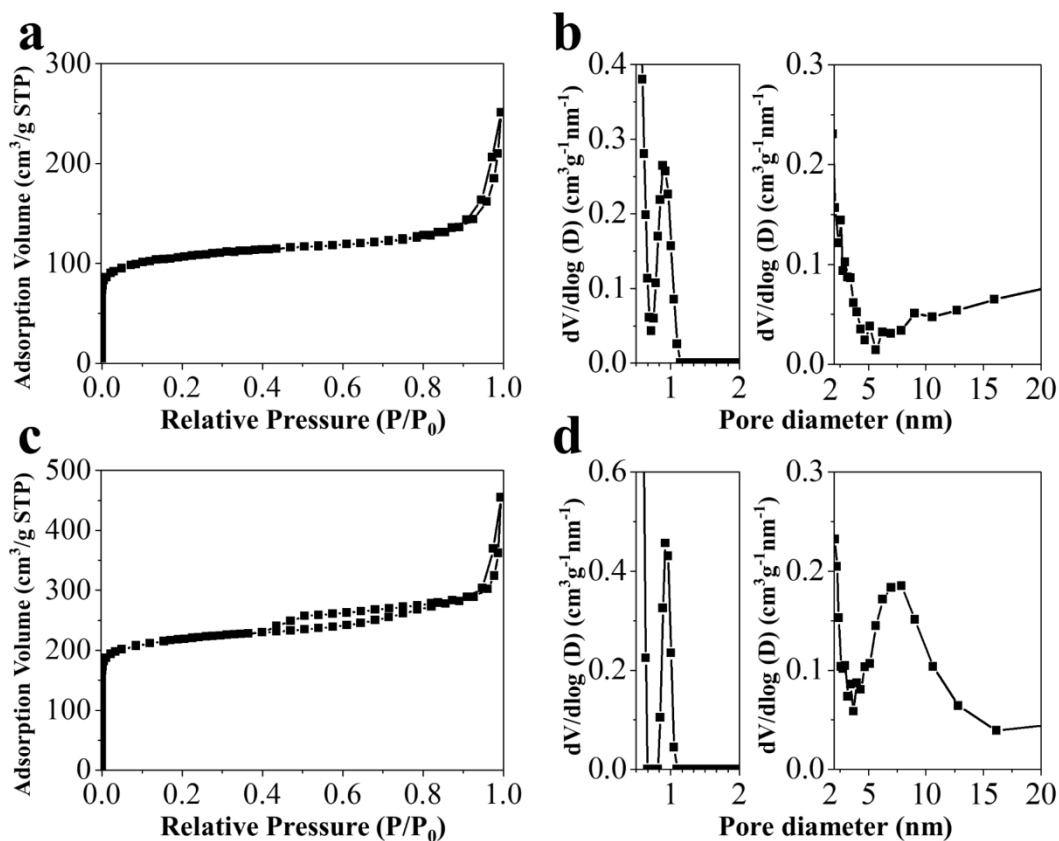 a
Adsorption Volume (cm³/g STP)
300
200
100
0
0.0 0.2 0.4 0.6 0.8 1.0
Relative Pressure (P/P₀)
b
dV/dlog (D) (cm³g⁻¹nm⁻¹)
0.4
0.3
0.2
0.1
0.0
1 2
dV/dlog (D) (cm³g⁻¹nm⁻¹)
0.3
0.2
0.1
0.0
2 5 10 15 20
Pore diameter (nm)
c
Adsorption Volume (cm³/g STP)
500
400
300
200
100
0
0.0 0.2 0.4 0.6 0.8 1.0
Relative Pressure (P/P₀)
d
dV/dlog (D) (cm³g⁻¹nm⁻¹)
0.6
0.4
0.2
0.0
1 2
dV/dlog (D) (cm³g⁻¹nm⁻¹)
0.3
0.2
0.1
0.0
2 5 10 15 20
Pore diameter (nm)